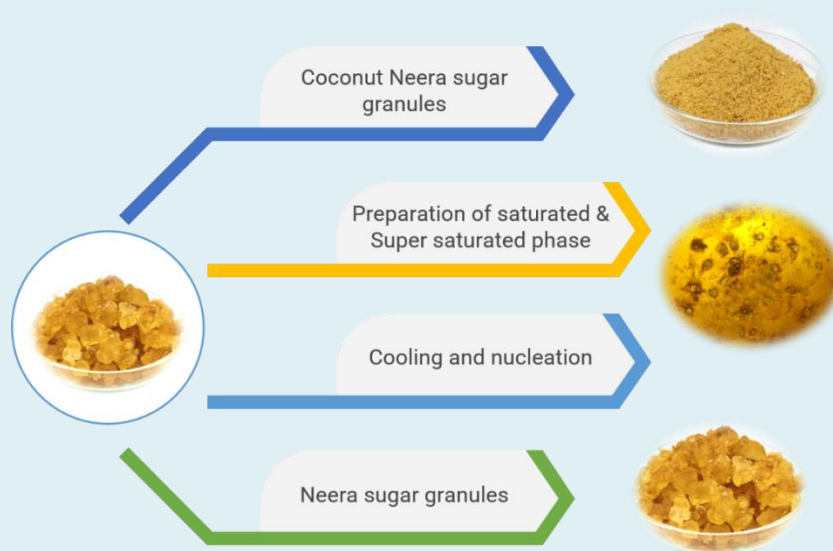 Coconut Neera sugar
granules
Preparation of saturated &
Super saturated phase
Cooling and nucleation
Neera sugar granules